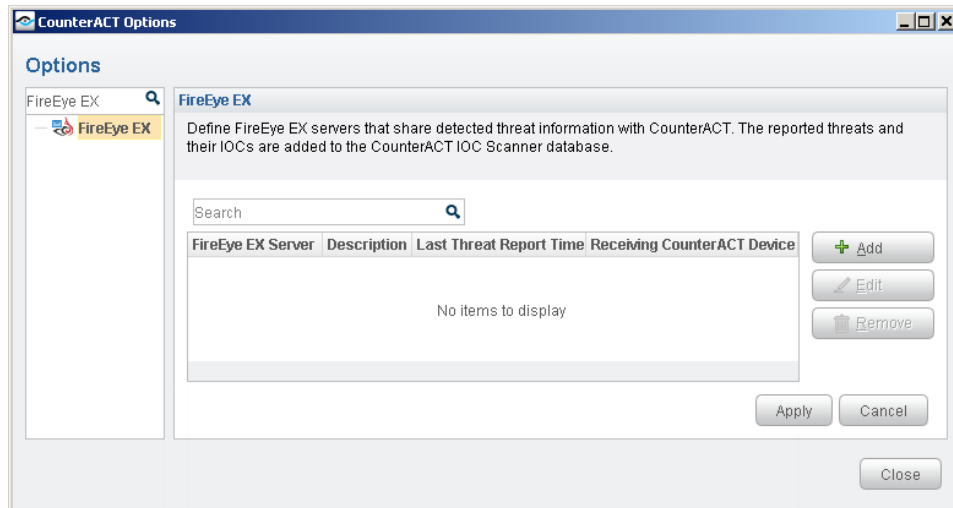 CounterACT Options
Options
FireEye EX
FireEye EX
FireEye EX
Define FireEye EX servers that share detected threat information with CounterACT. The reported threats and
their IOCs are added to the CounterACT IOC Scanner database.
Search
FireEye EX Server Description Last Threat Report Time Receiving CounterACT Device
No items to display
Add
Edit
Remove
Apply Cancel
Close